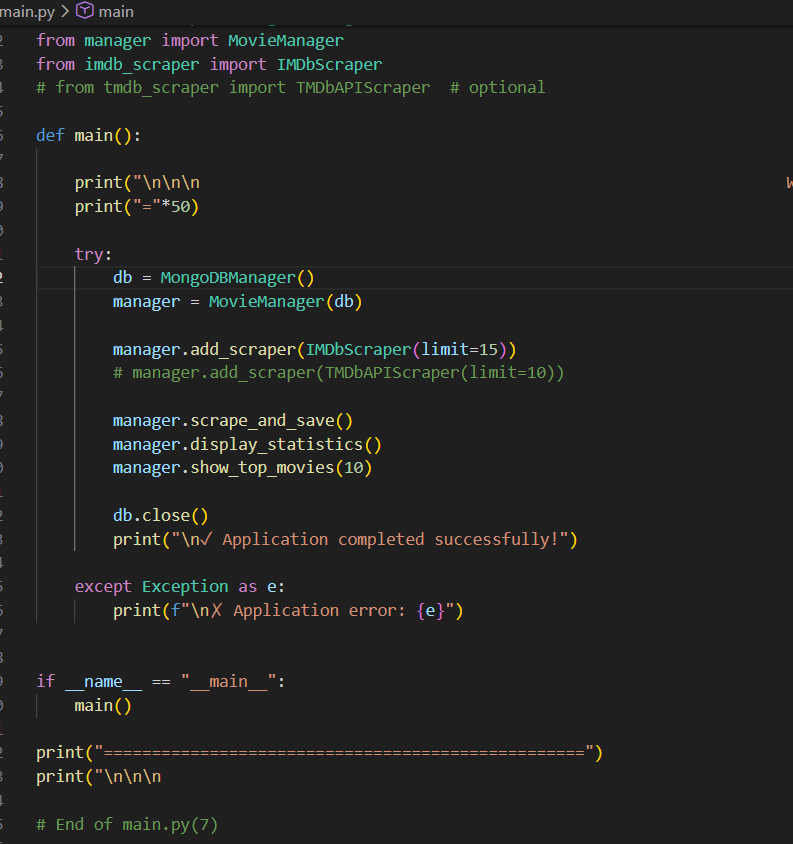 main.py > main
from manager import MovieManager
from imdb_scraper import IMDbScraper
# from tmdb_scraper import TMDbAPIScraper  # optional
def main():
print("\n\n\n
print("="*50)
try:
db = MongoDBManager()
manager = MovieManager(db)
manager.add_scraper(IMDbScraper(limit=15))
# manager.add_scraper(TMDbAPIScraper(limit=10))
manager.scrape_and_save()
manager.display_statistics()
manager.show_top_movies(10)
db.close()
print("\n✓ Application completed successfully!")
except Exception as e:
print(f"\n✗ Application error: {e}")
if __name__ == "__main__":
main()
print("==================================================")
print("\n\n\n
# End of main.py(7)